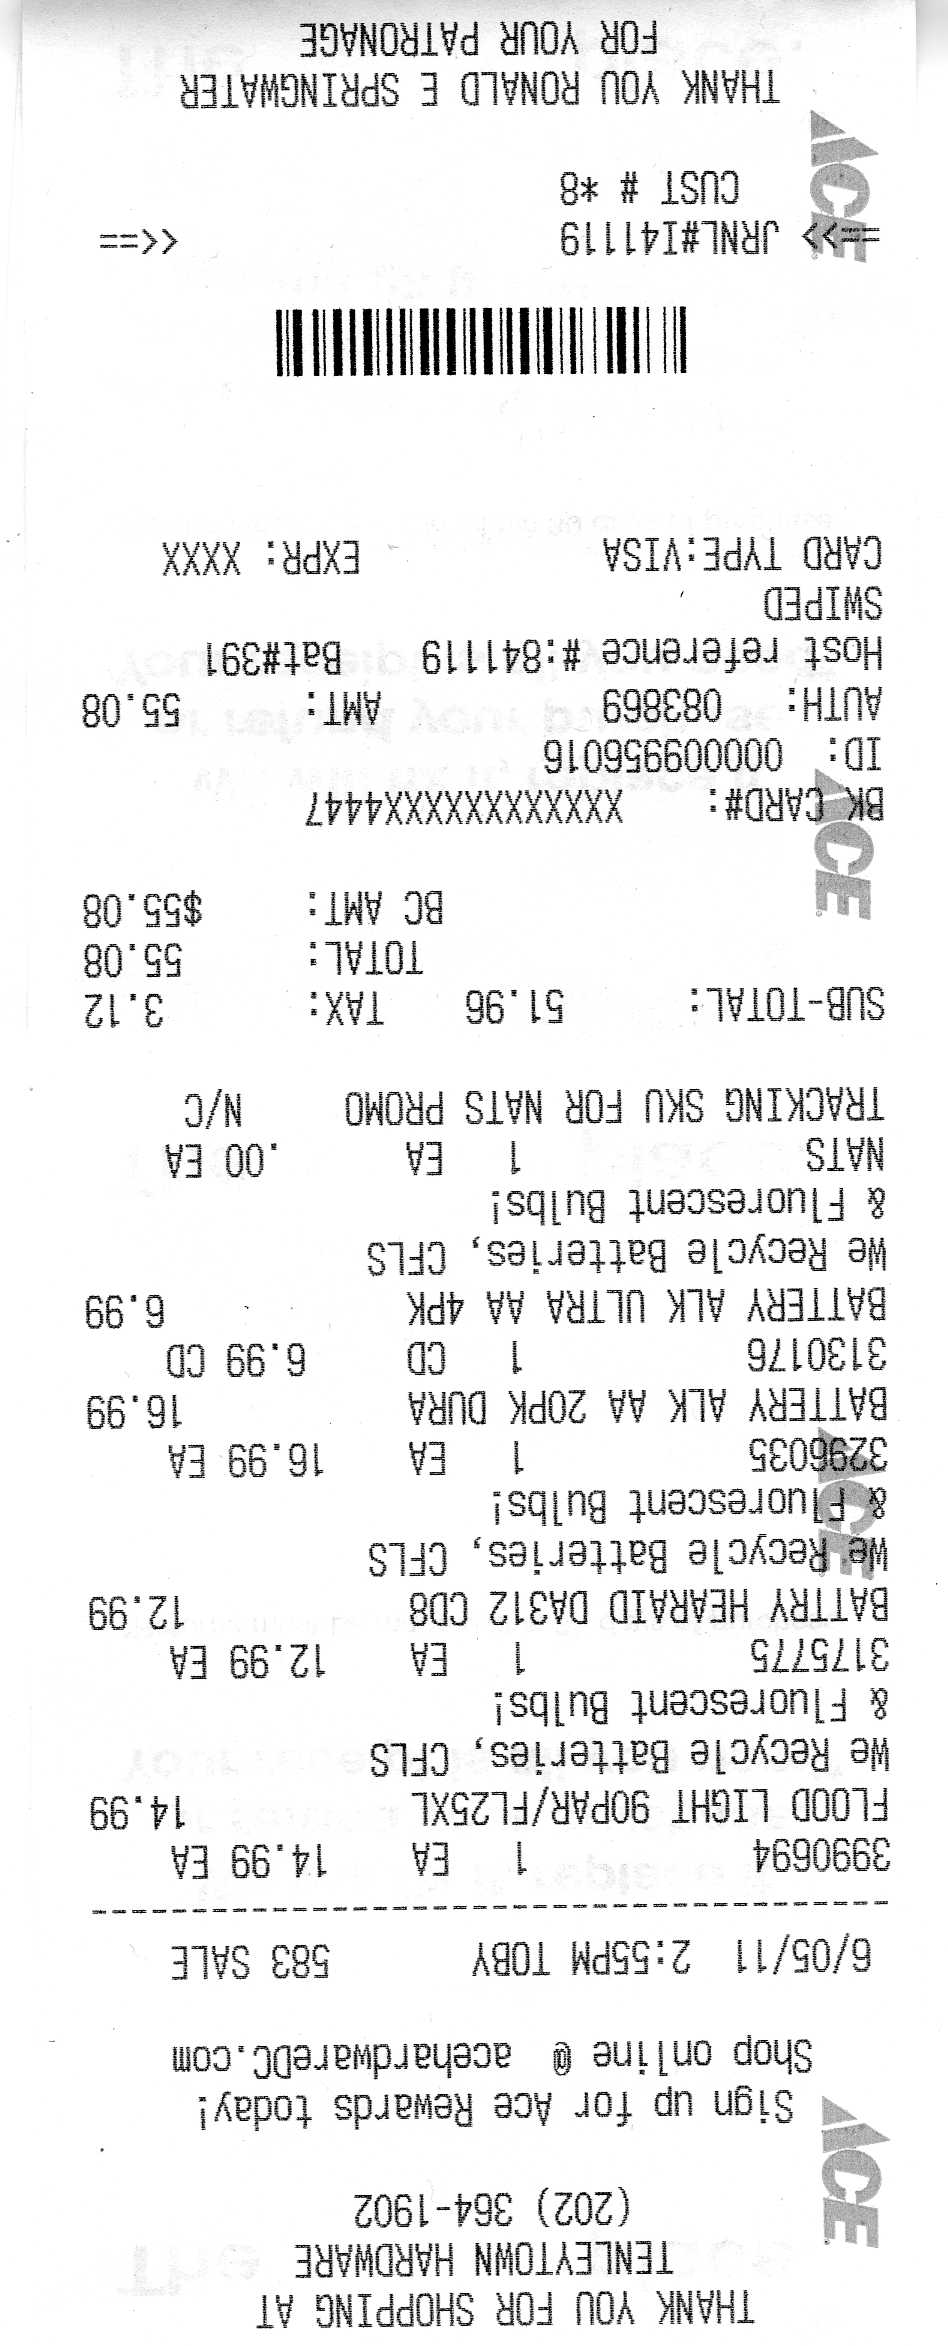 THANK YOU FOR SHOPPING AT
TENLEYTOWN HARDWARE
(202) 364-1902
Sign up for Ace Rewards today!
Shop online @ acehardwareDC.com
6/05/11 2:55PM TOBY 583 SALE
----------------------------------------
3990694 1 EA 14.99 EA
FLOOD LIGHT 90PAR/FL25XL 14.99
We Recycle Batteries, CFLS
& Fluorescent Bulbs!
3175775 1 EA 12.99 EA
BATTRY HEARAID DA312 CD8 12.99
We Recycle Batteries, CFLS
& Fluorescent Bulbs!
3296035 1 EA 16.99 EA
BATTERY ALK AA 20PK DURA 16.99
3130176 1 CD 6.99 CD
BATTERY ALK ULTRA AA 4PK 6.99
We Recycle Batteries, CFLS
& Fluorescent Bulbs!
NATS 1 EA .00 EA
TRACKING SKU FOR NATS PROMO N/C
SUB-TOTAL: 51.96 TAX: 3.12
TOTAL: 55.08
BC AMT: $55.08
BK CARD#: XXXXXXXXXXXX4447
ID: 000009956016
AUTH: 083869 AMT: 55.08
Host reference #:841119 Bat#391
SWIPED
CARD TYPE:VISA EXPR: XXXX
==>> JRNL#I41119 <<==
CUST # *8
THANK YOU RONALD E SPRINGWATER
FOR YOUR PATRONAGE
ACE
ACE
ACE
ACE